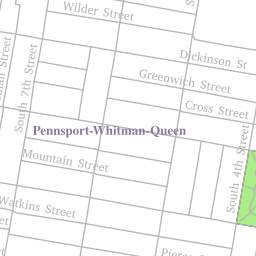 Wilder Street
Dickinson St
Greenwich Street
Cross Street
South 7th Street
Pennsport-Whitman-Queen
Mountain Street
South 4th Street
Watkins Street